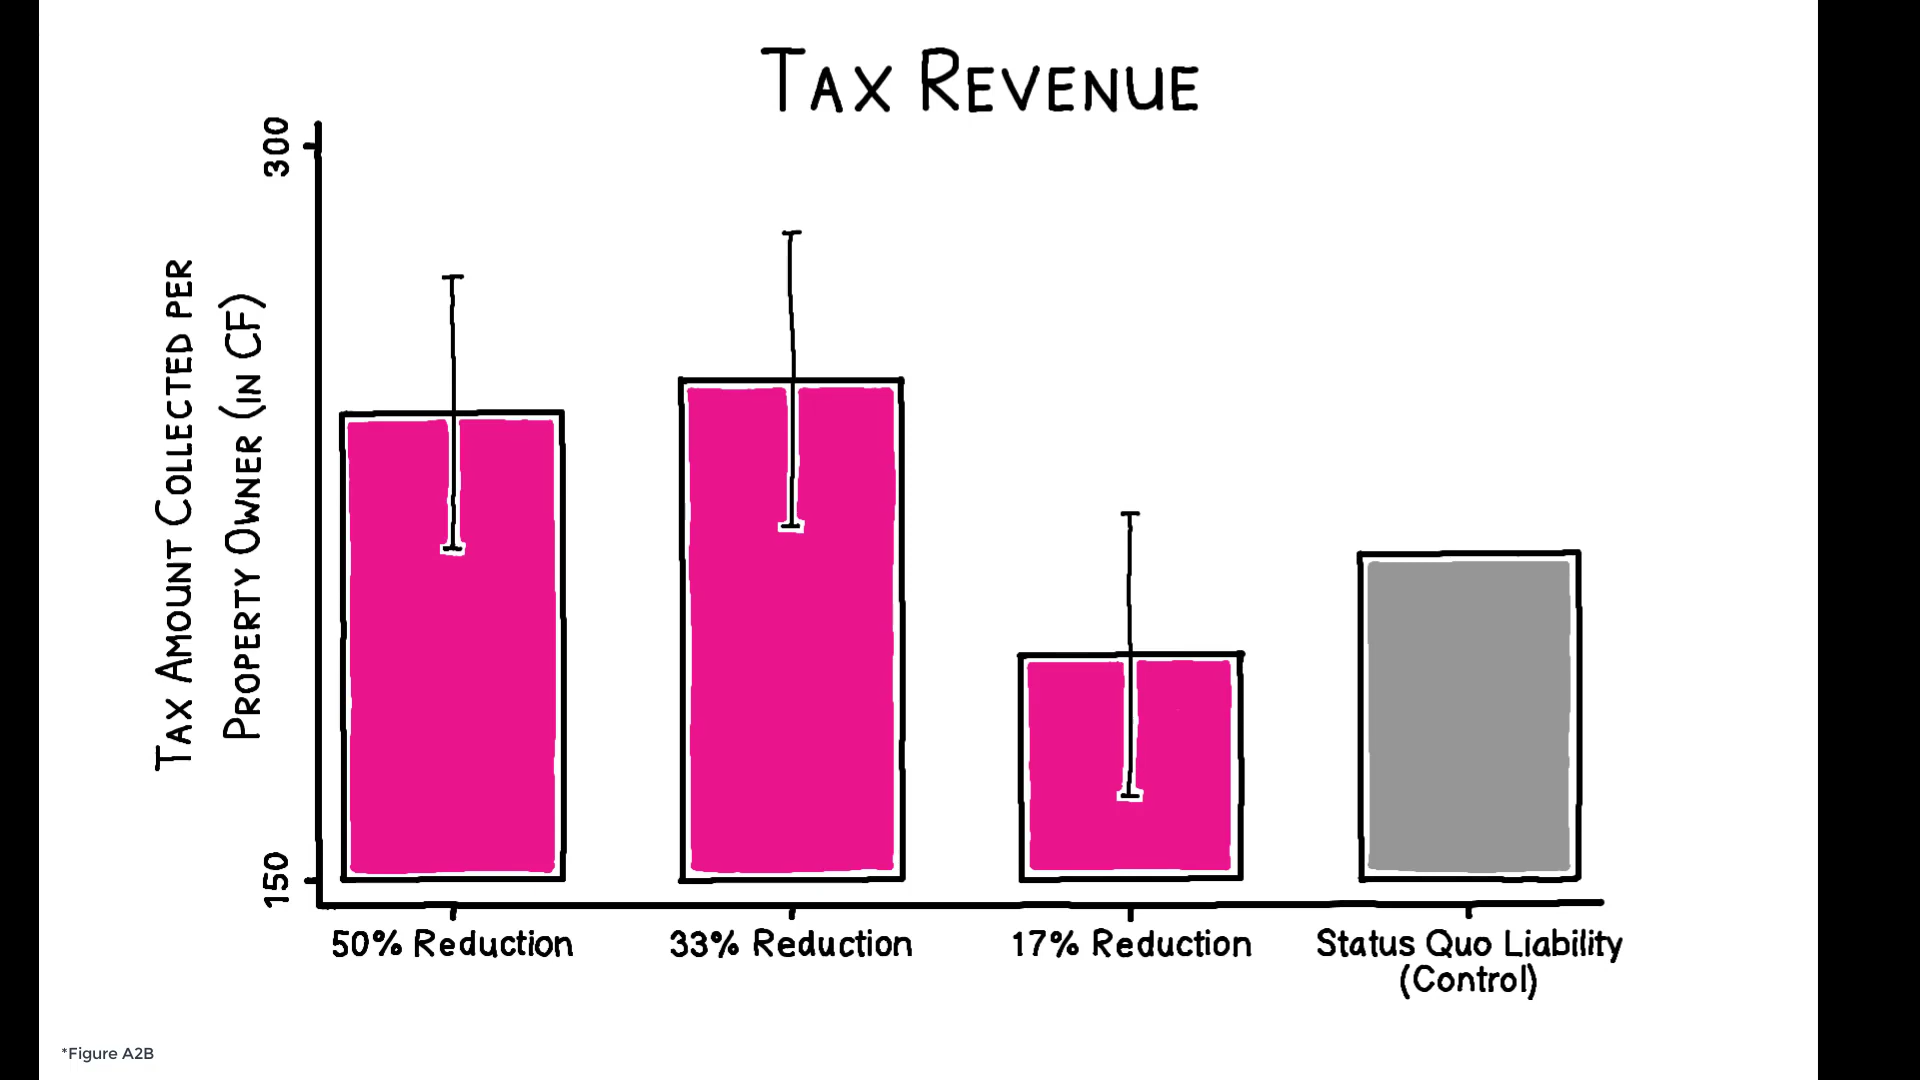 Tax Revenue
300
Tax Amount Collected per
Property Owner (in CF)
150
50% Reduction
33% Reduction
17% Reduction
Status Quo Liability
(Control)
*Figure A2B